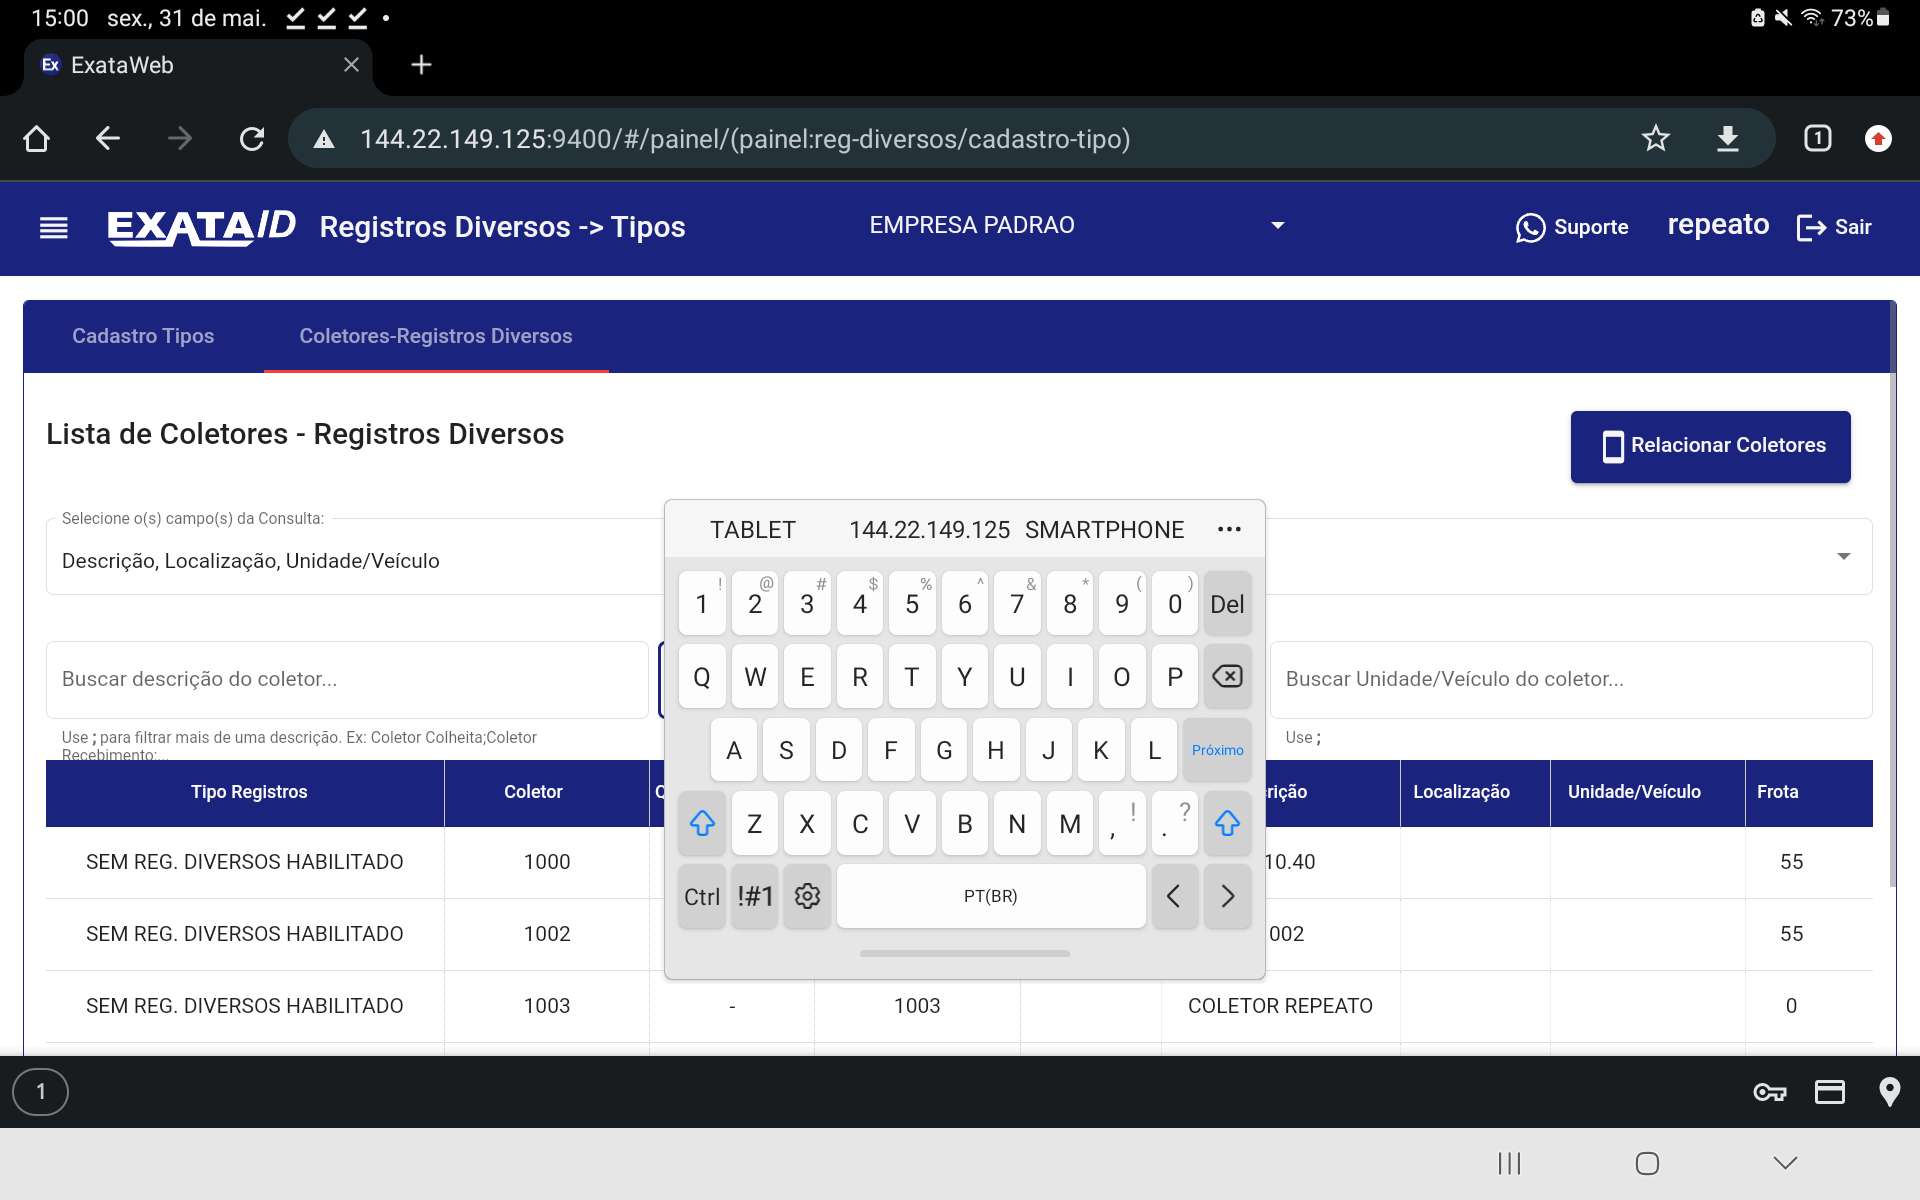 15:00 sex., 31 de mai.
73%
Ex ExataWeb
144.22.149.125:9400/#/painel/(painel:reg-diversos/cadastro-tipo)
1
EXATA/D Registros Diversos -> Tipos EMPRESA PADRAO Suporte repeato Sair
Cadastro Tipos Coletores-Registros Diversos
Lista de Coletores - Registros Diversos
Relacionar Coletores
Selecione o(s) campo(s) da Consulta:
Descrição, Localização, Unidade/Veículo
TABLET 144.22.149.125 SMARTPHONE ...
! @ # $ % ^ & * ( )
1 2 3 4 5 6 7 8 9 0 Del
Q W E R T Y U I O P
A S D F G H J K L Próximo
Z X C V B N M , ! . ?
Ctrl !#1 PT(BR) < >
Buscar descrição do coletor...
Buscar Unidade/Veículo do coletor...
Use ; para filtrar mais de uma descrição. Ex: Coletor Colheita;Coletor
Recebimento;...
Use ;
Tipo Registros Coletor rição Localização Unidade/Veículo Frota
SEM REG. DIVERSOS HABILITADO 1000 10.40 55
SEM REG. DIVERSOS HABILITADO 1002 002 55
SEM REG. DIVERSOS HABILITADO 1003 - 1003 COLETOR REPEATO 0
1